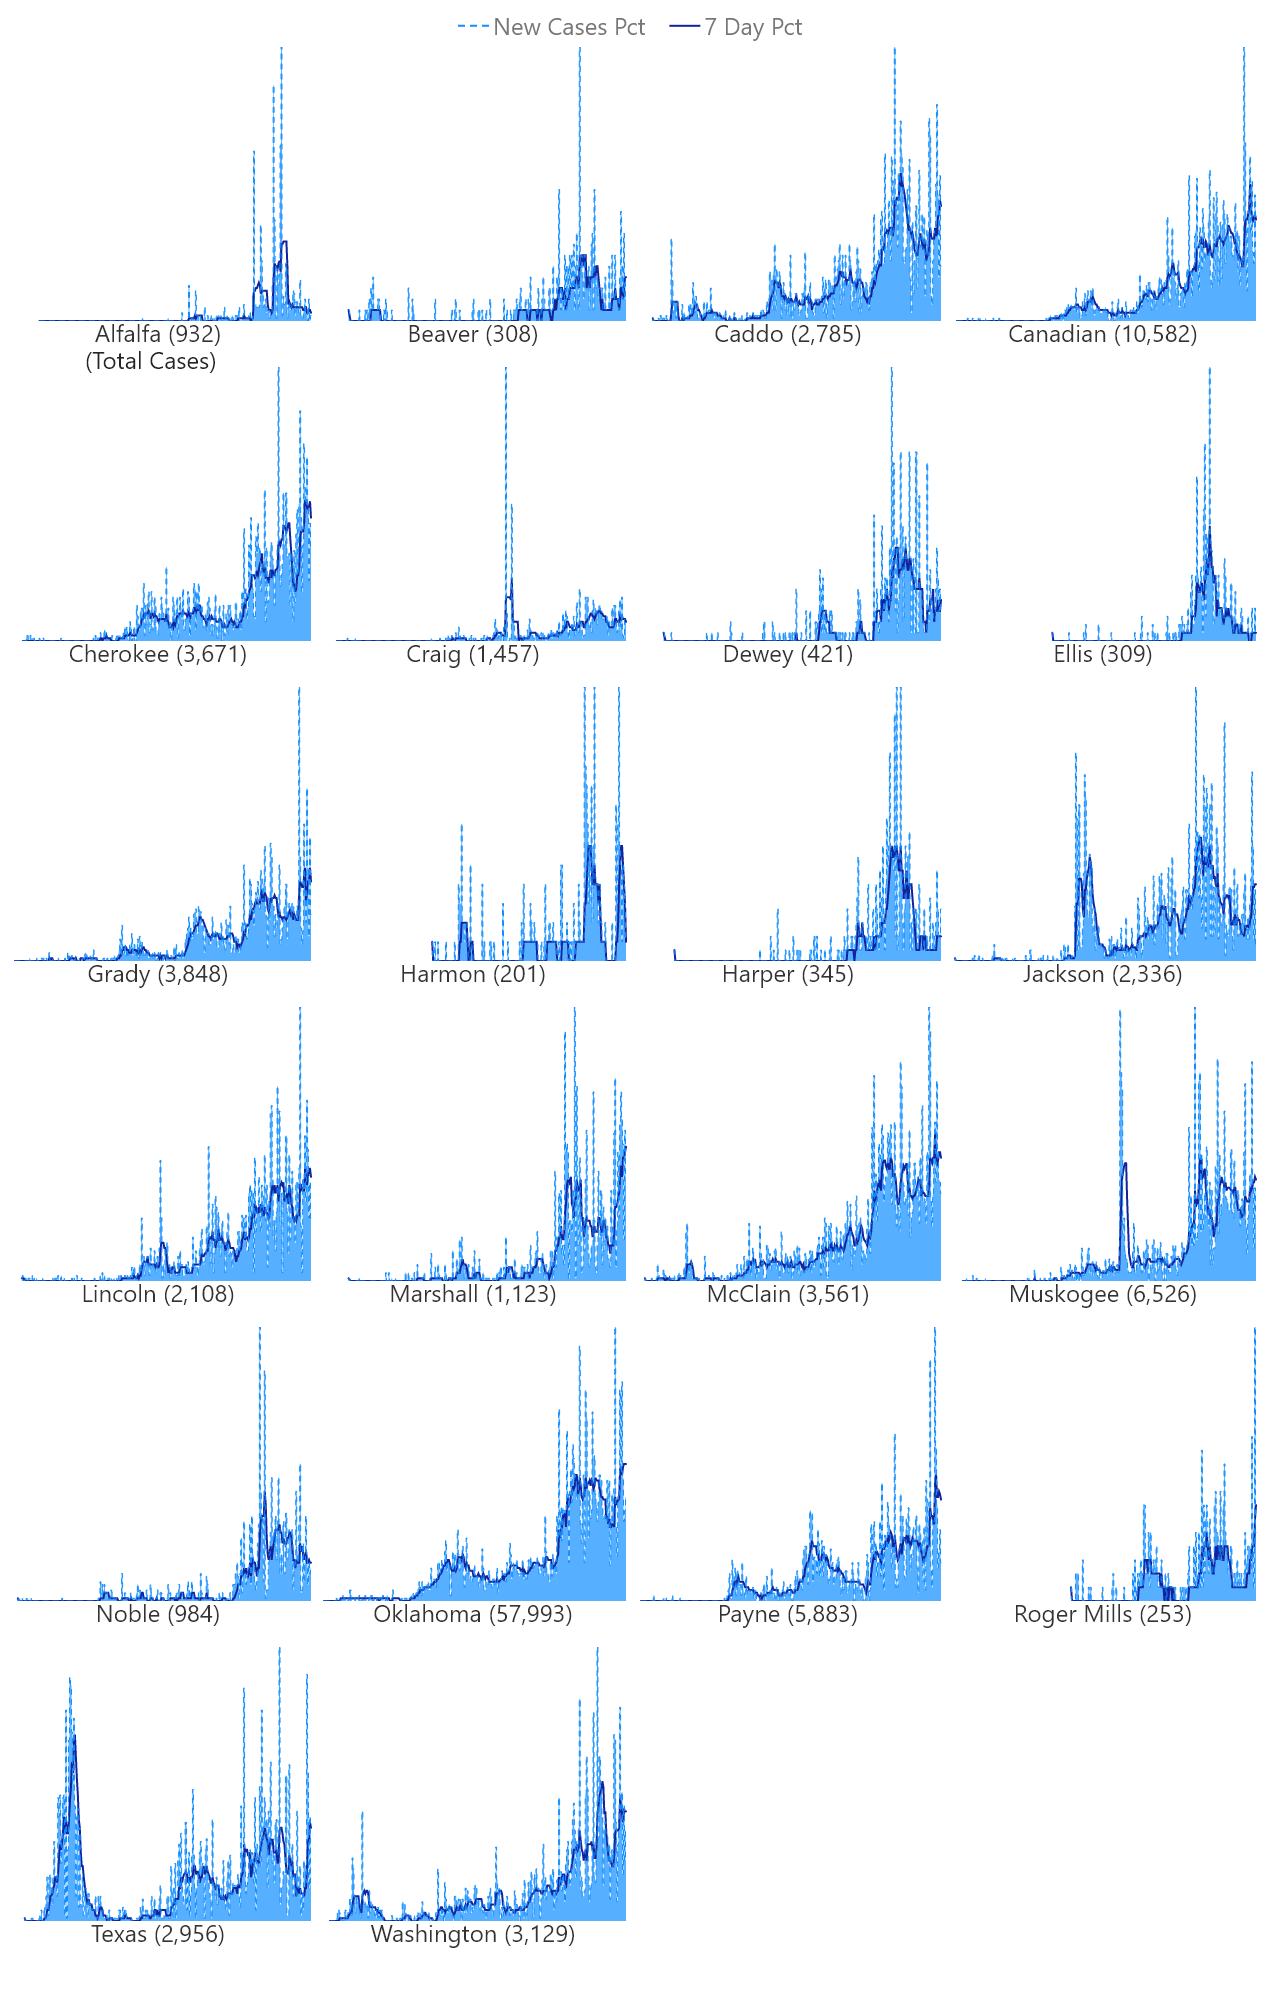 New Cases Pct 7 Day Pct
Alfalfa (932) Beaver (308) Caddo (2,785) Canadian (10,582)
(Total Cases)
Cherokee (3,671) Craig (1,457) Dewey (421) Ellis (309)
Grady (3,848) Harmon (201) Harper (345) Jackson (2,336)
Lincoln (2,108) Marshall (1,123) McClain (3,561) Muskogee (6,526)
Noble (984) Oklahoma (57,993) Payne (5,883) Roger Mills (253)
Texas (2,956) Washington (3,129)